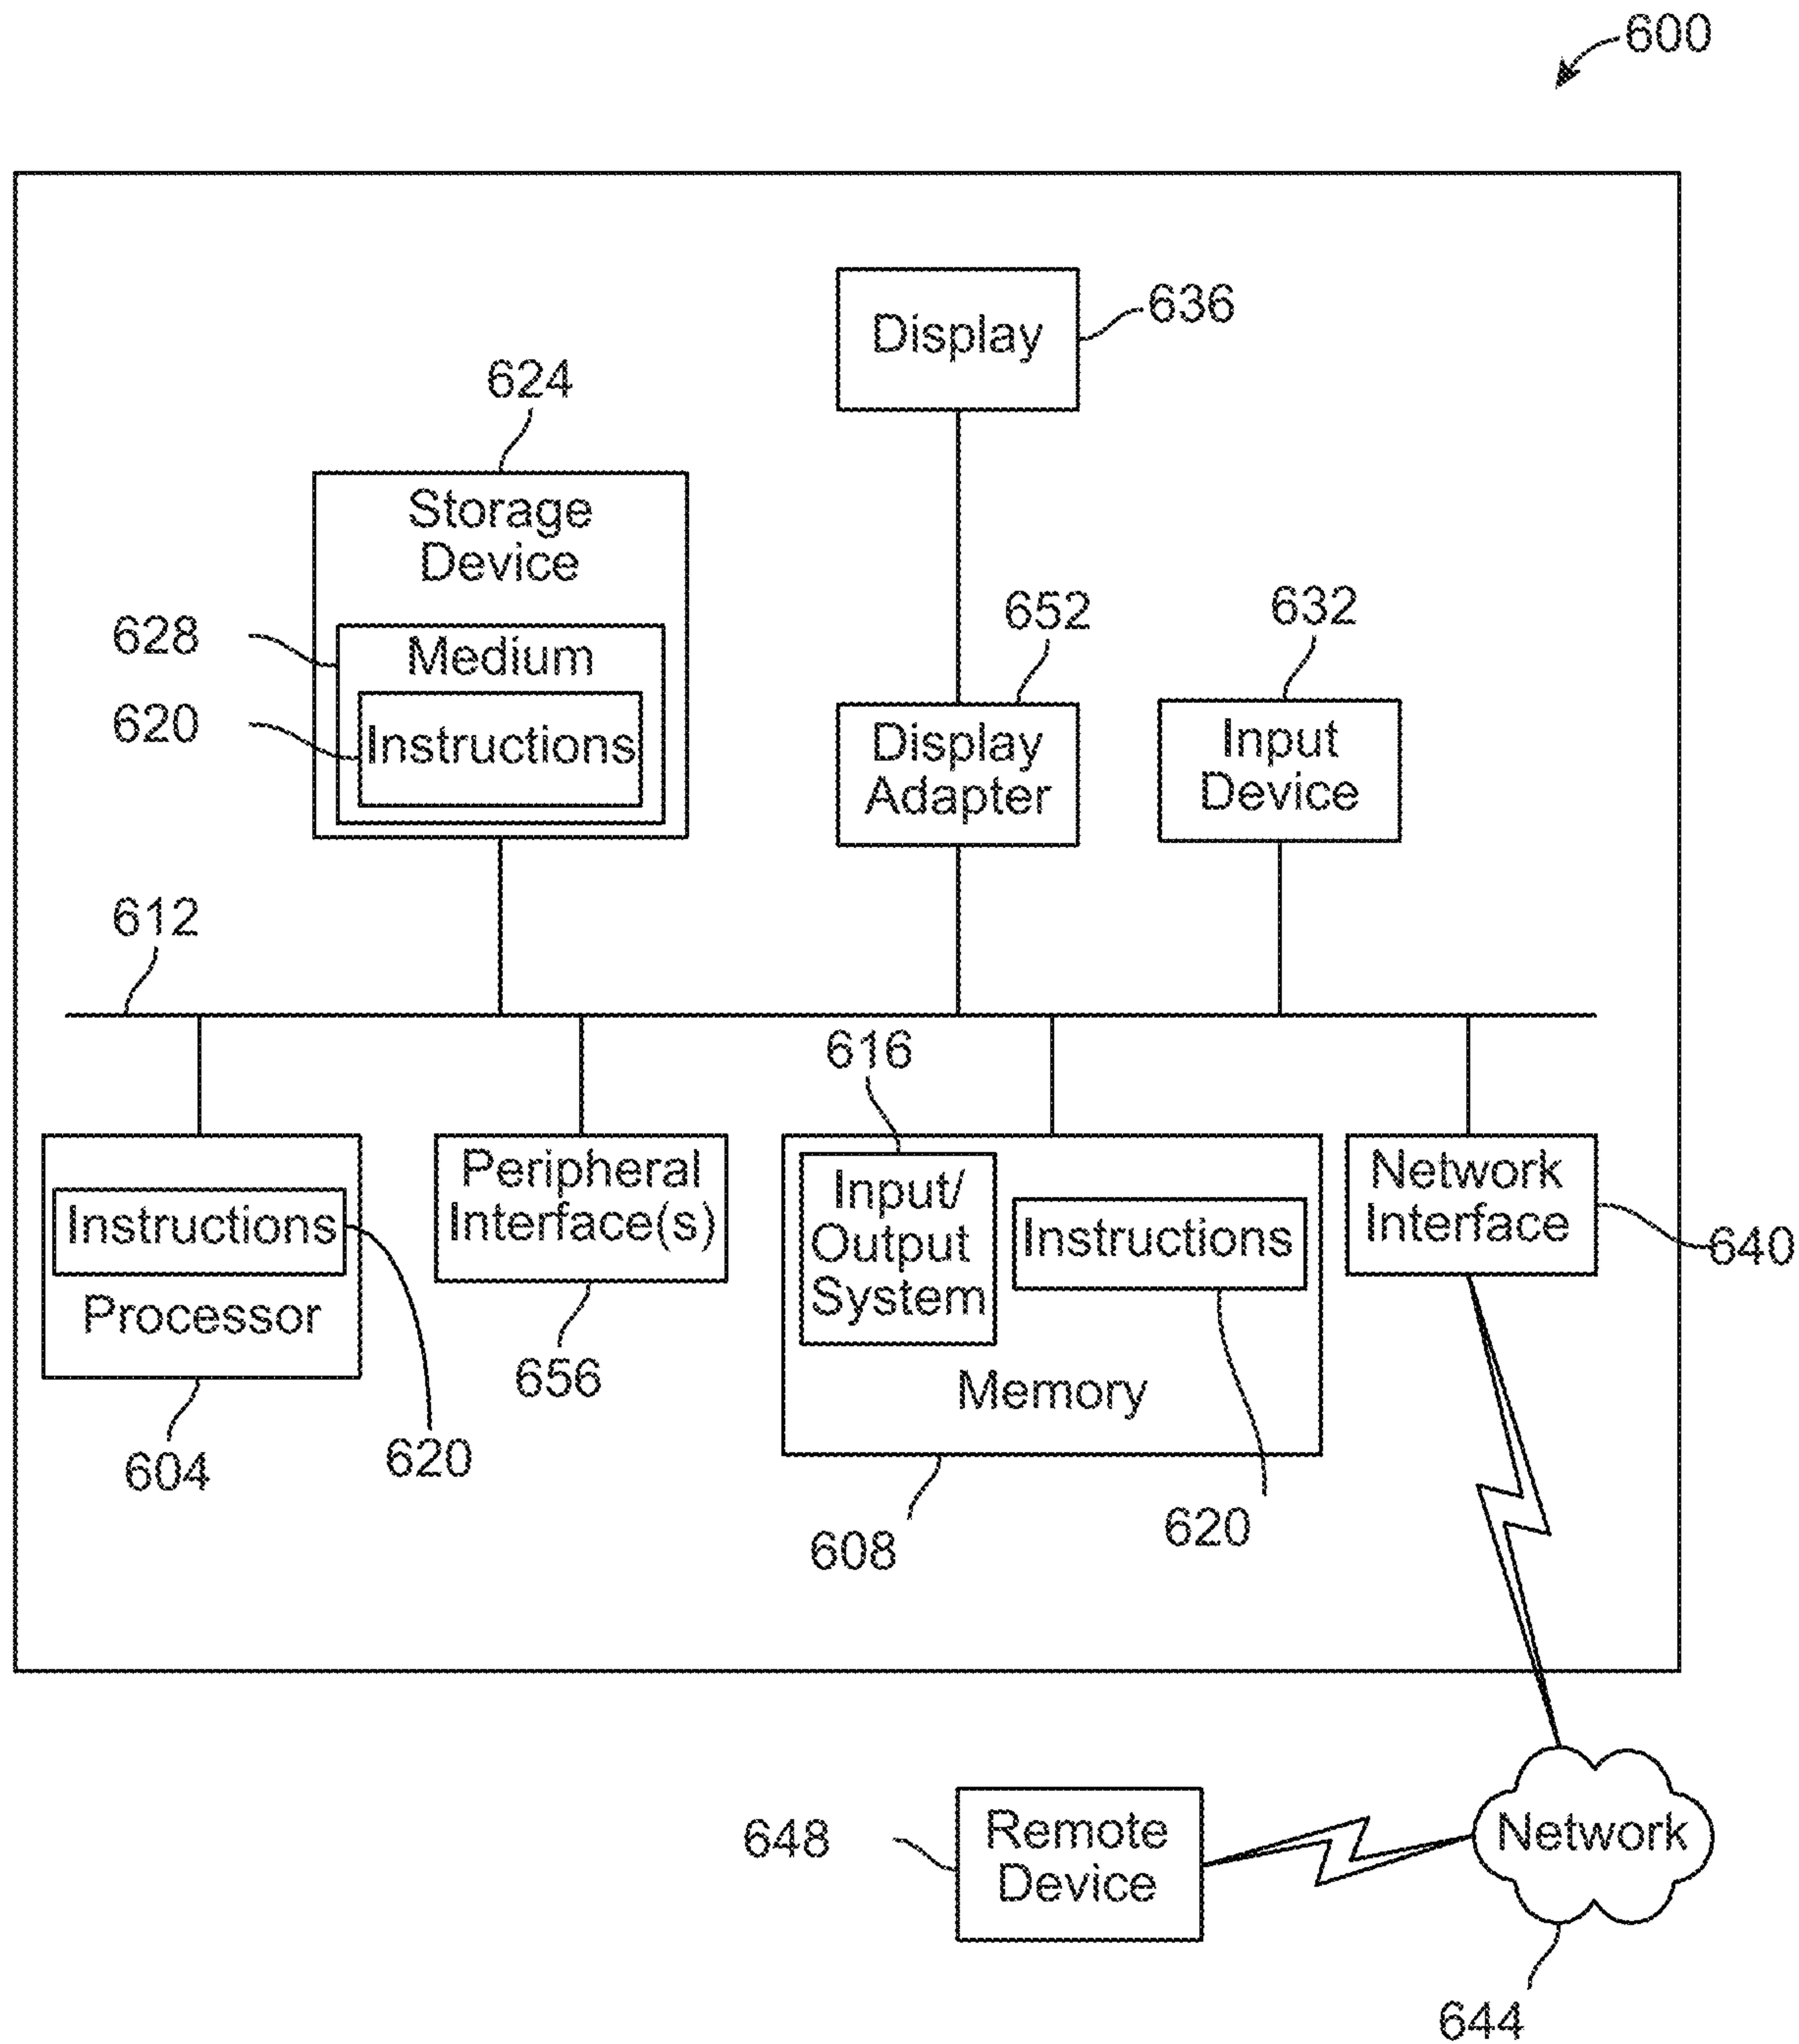 600
Display
636
624
Storage
Device
628
Medium
620
Instructions
652
Display
Adapter
632
Input
Device
612
616
Instructions
Processor
604
620
Peripheral
Interface(s)
656
Input/
Output
System
Instructions
Memory
608
620
Network
Interface
640
648
Remote
Device
Network
644